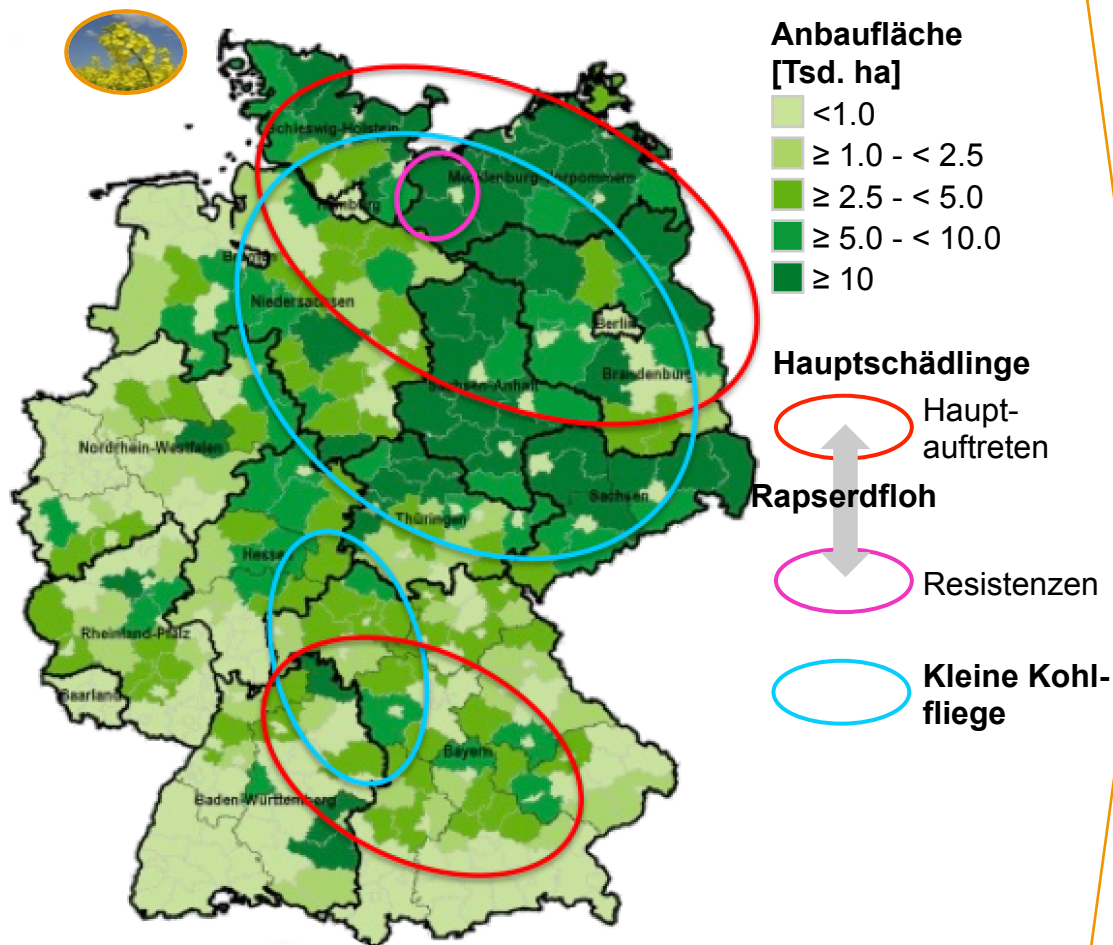 Anbaufläche
[Tsd. ha]
<1.0
≥ 1.0 - < 2.5
≥ 2.5 - < 5.0
≥ 5.0 - < 10.0
≥ 10
Hauptschädlinge
Haupt-
auftreten
Rapserdfloh
Resistenzen
Kleine Kohl-
fliege
Schleswig-Holstein
Mecklenburg-Vorpommern
Hamburg
Bremen
Niedersachsen
Berlin
Brandenburg
Sachsen-Anhalt
Nordrhein-Westfalen
Sachsen
Thüringen
Hessen
Rheinland-Pfalz
Saarland
Bayern
Baden-Württemberg